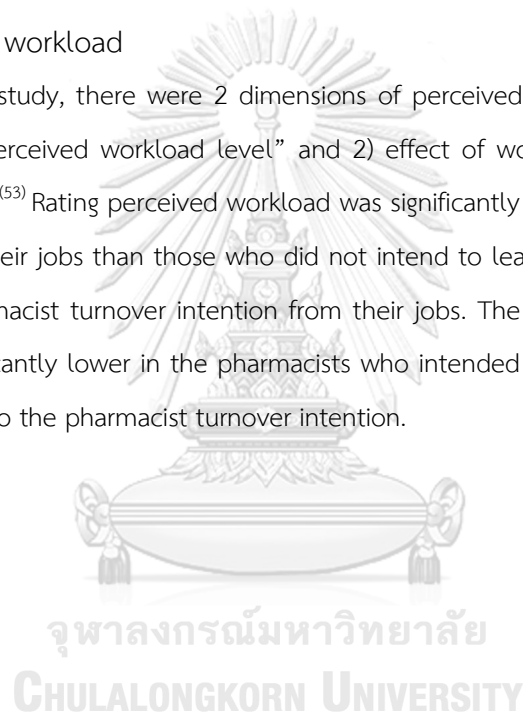 workload
study, there were 2 dimensions of perceived
erceived workload level” and 2) effect of wo
(53) Rating perceived workload was significantly
eir jobs than those who did not intend to lea
macist turnover intention from their jobs. The
tantly lower in the pharmacists who intended
o the pharmacist turnover intention.
จุฬาลงกรณ์มหาวิทยาลัย
CHULALONGKORN UNIVERSITY